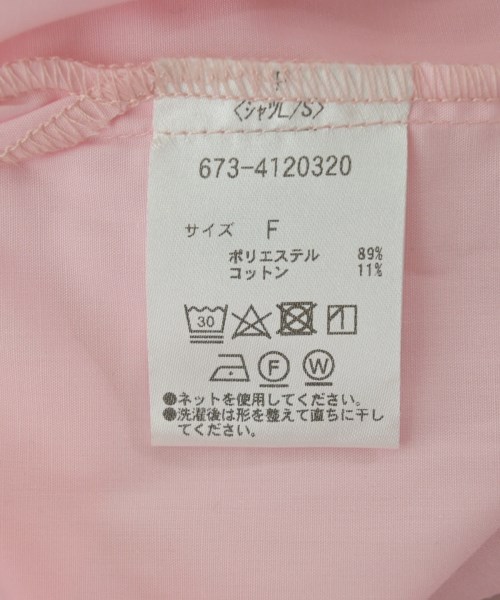 <シャツL/S>
673-4120320
サイズ F
ポリエステル 89%
コットン 11%
30
F W
●ネットを使用してください。
●洗濯後は形を整えて直ちに干し
てください。